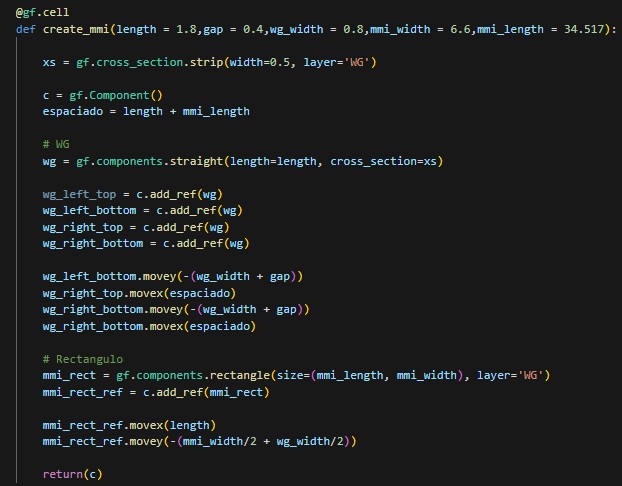 @gf.cell
def create_mmi(length = 1.8,gap = 0.4,wg_width = 0.8,mmi_width = 6.6,mmi_length = 34.517):
xs = gf.cross_section.strip(width=0.5, layer='WG')
c = gf.Component()
espaciado = length + mmi_length
# WG
wg = gf.components.straight(length=length, cross_section=xs)
wg_left_top = c.add_ref(wg)
wg_left_bottom = c.add_ref(wg)
wg_right_top = c.add_ref(wg)
wg_right_bottom = c.add_ref(wg)
wg_left_bottom.movey(-(wg_width + gap))
wg_right_top.movex(espaciado)
wg_right_bottom.movey(-(wg_width + gap))
wg_right_bottom.movex(espaciado)
# Rectangulo
mmi_rect = gf.components.rectangle(size=(mmi_length, mmi_width), layer='WG')
mmi_rect_ref = c.add_ref(mmi_rect)
mmi_rect_ref.movex(length)
mmi_rect_ref.movey(-(mmi_width/2 + wg_width/2))
return(c)